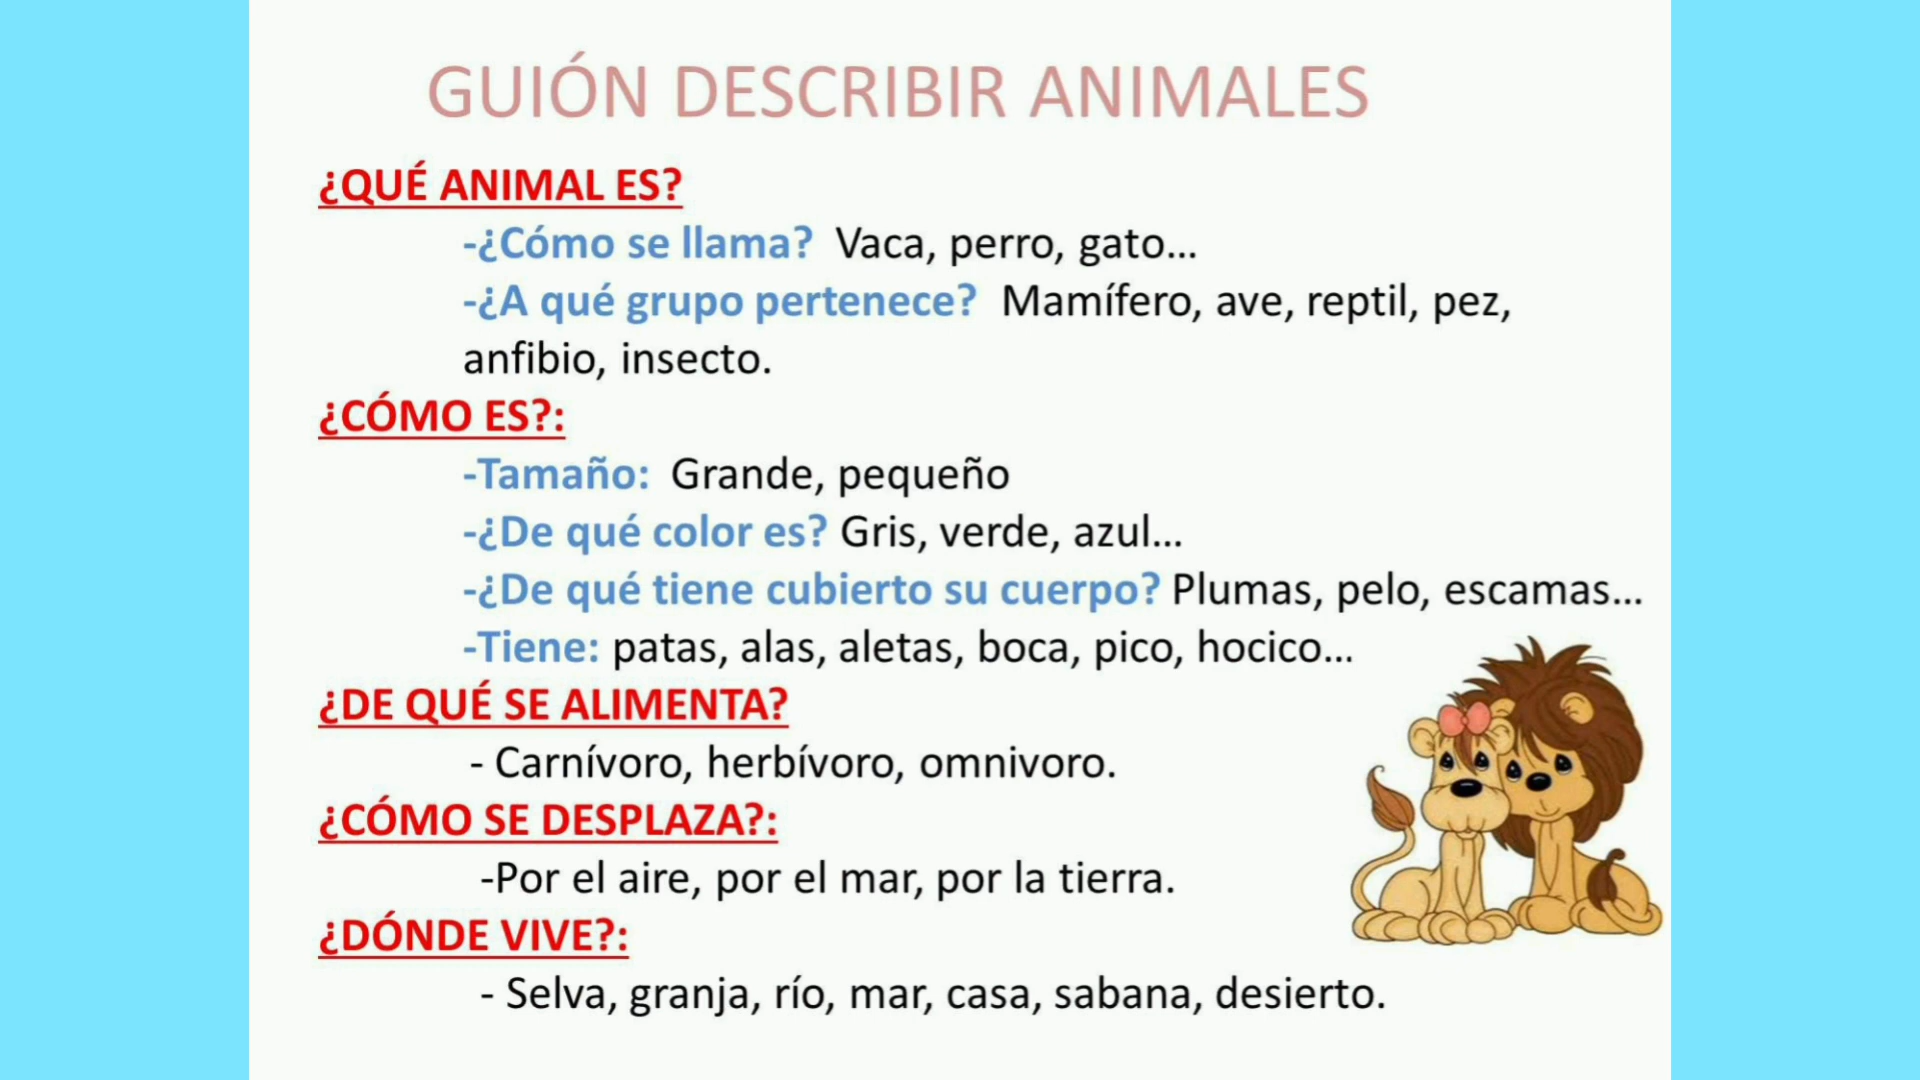 GUIÓN DESCRIBIR ANIMALES
¿QUÉ ANIMAL ES?
-¿Cómo se llama? Vaca, perro, gato...
-¿A qué grupo pertenece? Mamífero, ave, reptil, pez,
anfibio, insecto.
¿CÓMO ES?:
-Tamaño: Grande, pequeño
-¿De qué color es? Gris, verde, azul...
-¿De qué tiene cubierto su cuerpo? Plumas, pelo, escamas...
-Tiene: patas, alas, aletas, boca, pico, hocico...
¿DE QUÉ SE ALIMENTA?
- Carnívoro, herbívoro, omnivoro.
¿CÓMO SE DESPLAZA?:
-Por el aire, por el mar, por la tierra.
¿DÓNDE VIVE?:
- Selva, granja, río, mar, casa, sabana, desierto.